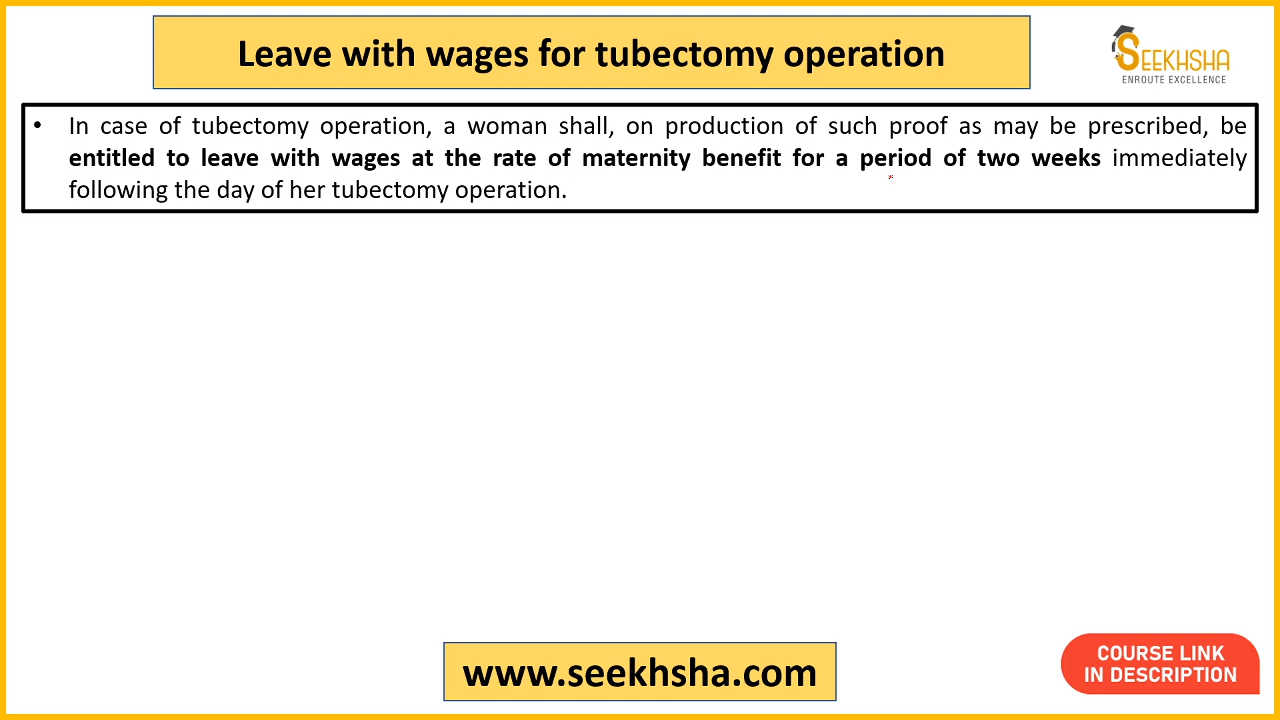 Leave with wages for tubectomy operation
SEEKHSHA
ENROUTE EXCELLENCE
• In case of tubectomy operation, a woman shall, on production of such proof as may be prescribed, be
entitled to leave with wages at the rate of maternity benefit for a period of two weeks immediately
following the day of her tubectomy operation.
www.seekhsha.com
COURSE LINK
IN DESCRIPTION